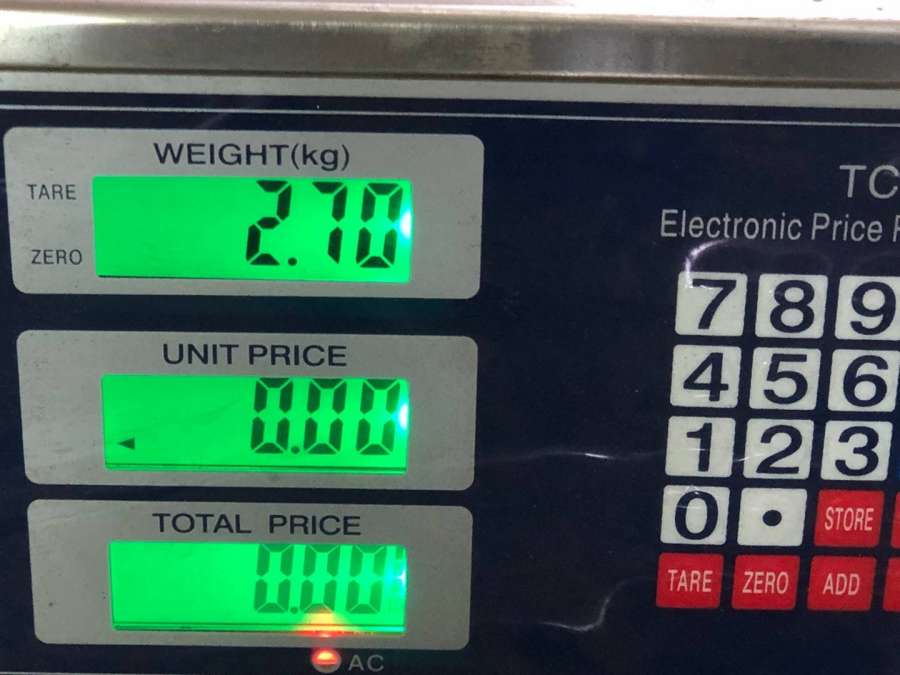 WEIGHT(kg)
TARE
2.70
ZERO
UNIT PRICE
0.00
TOTAL PRICE
0.00
AC
TC
Electronic Price
7 8 9
4 5 6
1 2 3
0 . STORE
TARE ZERO ADD